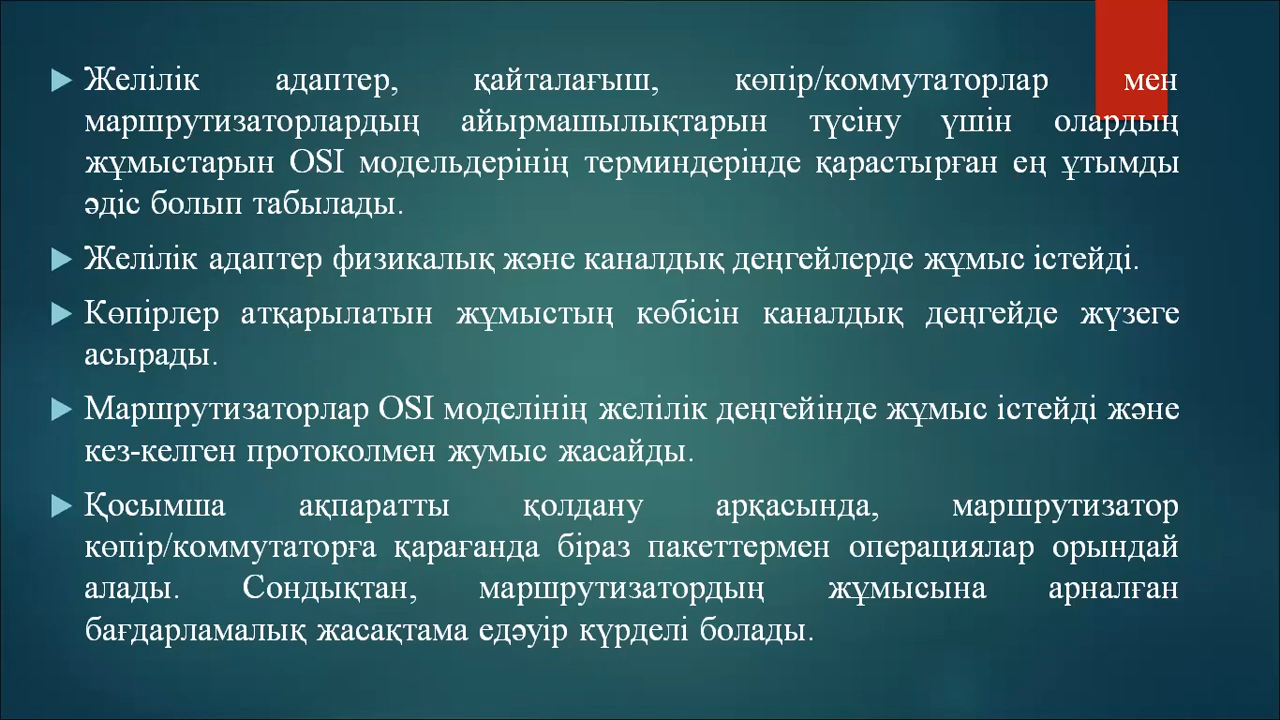 Желілік адаптер, қайталағыш, көпір/коммутаторлар мен
маршрутизаторлардың айырмашылықтарын түсіну үшін олардың
жұмыстарын OSI модельдерінің терминдерінде қарастырған ең ұтымды
әдіс болып табылады.
Желілік адаптер физикалық және каналдық деңгейлерде жұмыс істейді.
Көпірлер атқарылатын жұмыстың көбісін каналдық деңгейде жүзеге
асырады.
Маршрутизаторлар OSI моделінің желілік деңгейінде жұмыс істейді және
кез-келген протоколмен жумыс жасайды.
Қосымша ақпаратты қолдану арқасында, маршрутизатор
көпір/коммутаторға қарағанда біраз пакеттермен операциялар орындай
алады. Сондықтан, маршрутизатордың жұмысына арналған
бағдарламалық жасақтама едәуір күрделі болады.